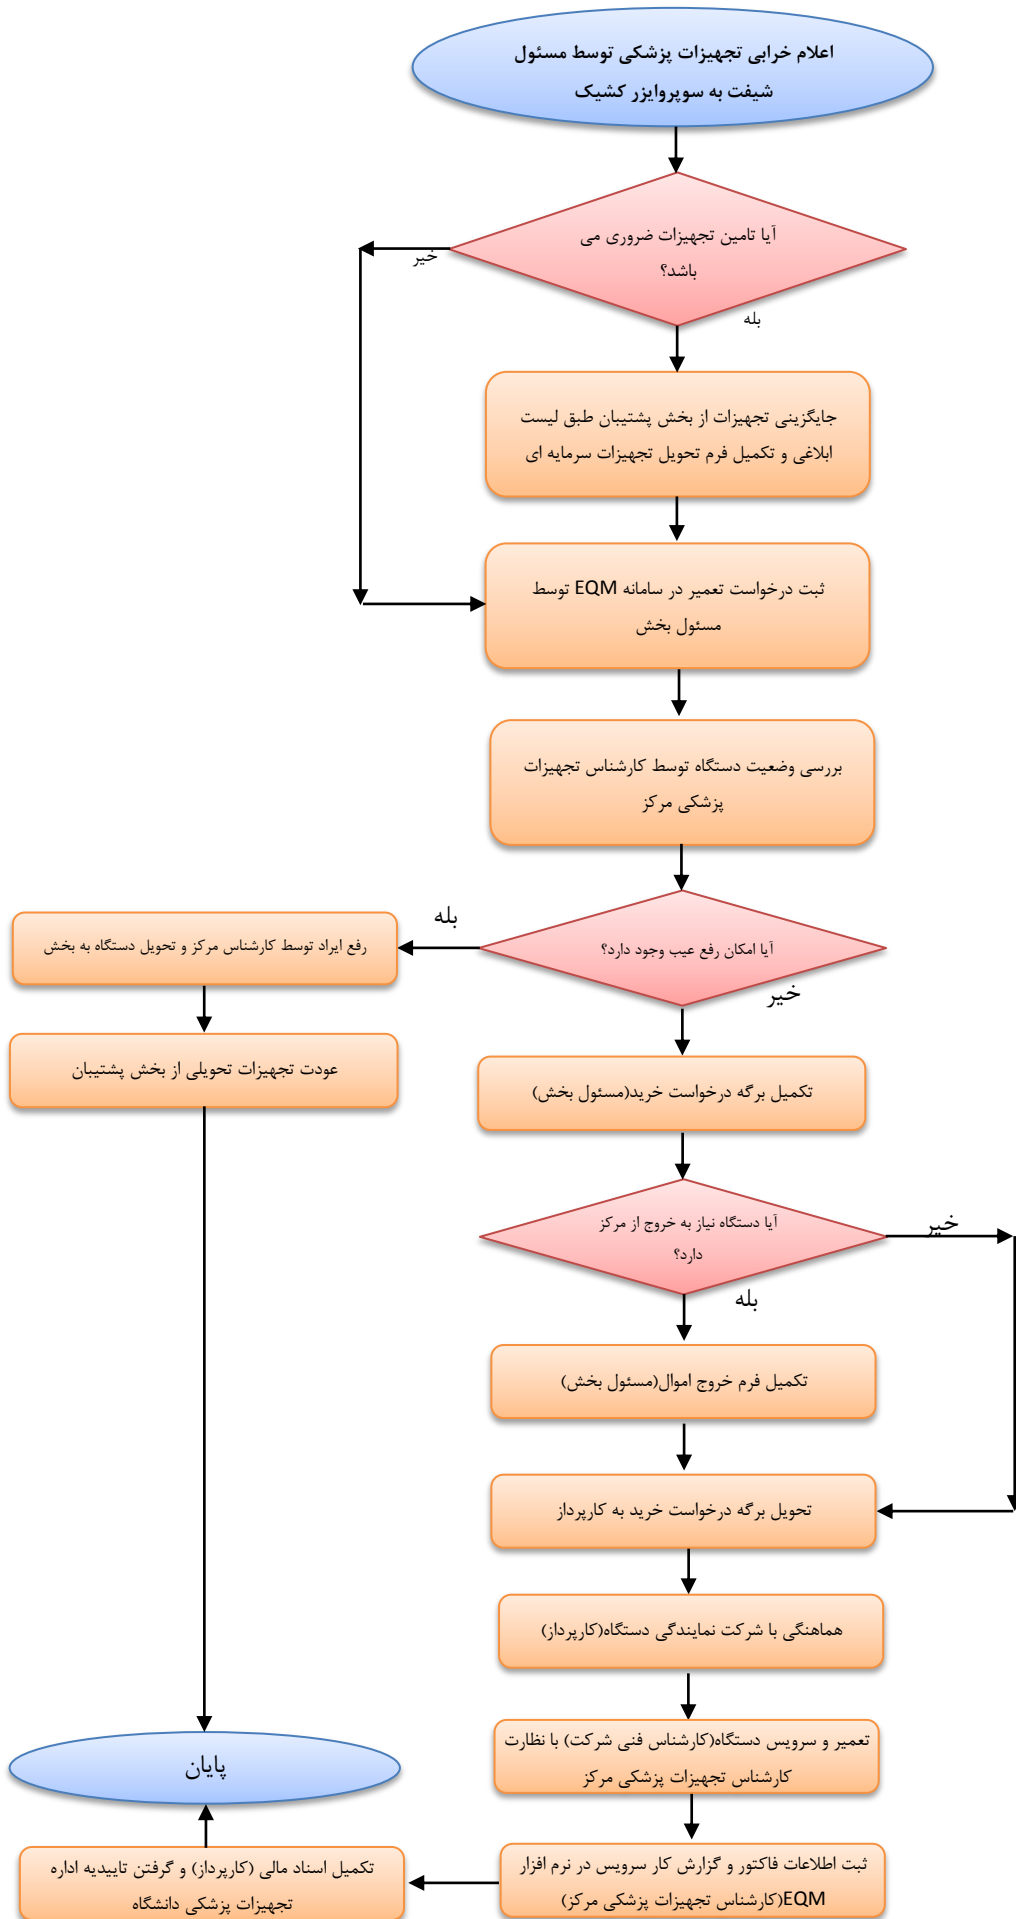 اعلام خرابی تجهیزات پزشکی توسط مسئول
شیفت به سوپروایزر کشیک
آیا تامین تجهیزات ضروری می
باشد؟
خیر
بله
جایگزینی تجهیزات از بخش پشتیبان طبق لیست
ابلاغی و تکمیل فرم تحویل تجهیزات سرمایه ای
ثبت درخواست تعمیر در سامانه EQM توسط
مسئول بخش
بررسی وضعیت دستگاه توسط کارشناس تجهیزات
پزشکی مرکز
آیا امکان رفع عیب وجود دارد؟
بله
خیر
رفع ایراد توسط کارشناس مرکز و تحویل دستگاه به بخش
عودت تجهیزات تحویلی از بخش پشتیبان
تکمیل برگه درخواست خرید(مسئول بخش)
آیا دستگاه نیاز به خروج از مرکز
دارد؟
خیر
بله
تکمیل فرم خروج اموال(مسئول بخش)
تحویل برگه درخواست خرید به کارپرداز
هماهنگی با شرکت نمایندگی دستگاه(کارپرداز)
تعمیر و سرویس دستگاه(کارشناس فنی شرکت) با نظارت
کارشناس تجهیزات پزشکی مرکز
ثبت اطلاعات فاکتور و گزارش کار سرویس در نرم افزار
EQM(کارشناس تجهیزات پزشکی مرکز)
تکمیل اسناد مالی (کارپرداز) و گرفتن تاییدیه اداره
تجهیزات پزشکی دانشگاه
پایان